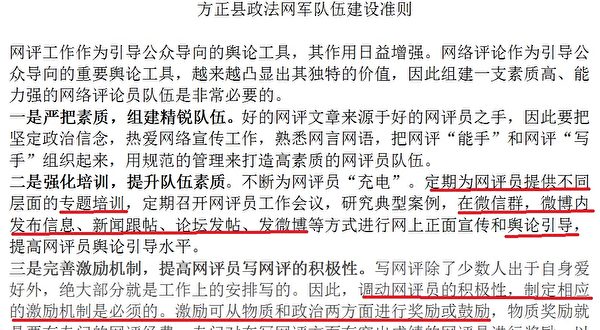 方正县政法网军队伍建设准则
网评工作作为引导公众导向的舆论工具，其作用日益增强。网络评论作为引导公
众导向的重要舆论工具，越来越凸显出其独特的价值，因此组建一支素质高、能
力强的网络评论员队伍是非常必要的。
一是严把素质，组建精锐队伍。好的网评文章来源于好的网评员之手，因此要把
坚定政治信念，热爱网络宣传工作，熟悉网言网语，把网评“能手”和网评“写
手”组织起来，用规范的管理来打造高素质的网评员队伍。
二是强化培训，提升队伍素质。不断为网评员“充电”。定期为网评员提供不同
层面的专题培训，定期召开网评员工作会议，研究典型案例，在微信群，微博内
发布信息、新闻跟帖、论坛发帖、发微博等方式进行网上正面宣传和舆论引导，
提高网评员舆论引导水平。
三是完善激励机制，提高网评员写网评的积极性。写网评除了少数人出于自身爱
好外，绝大部分就是工作上的安排写的。因此，调动网评员的积极性，制定相应
的激励机制是必须的。激励可从物质和政治两方面进行奖励或鼓励，物质奖励就